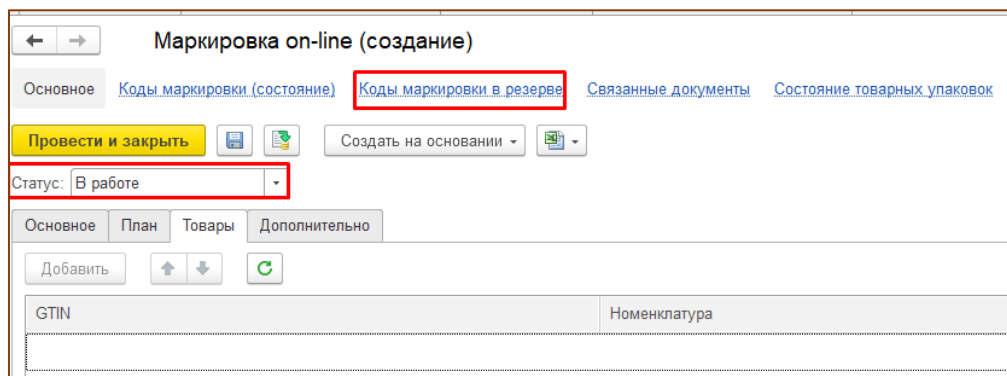 Маркировка on-line (создание)
Основное Коды маркировки (состояние) Коды маркировки в резерве Связанные документы Состояние товарных упаковок
Провести и закрыть Создать на основании
Статус: В работе
Основное План Товары Дополнительно
Добавить
GTIN Номенклатура